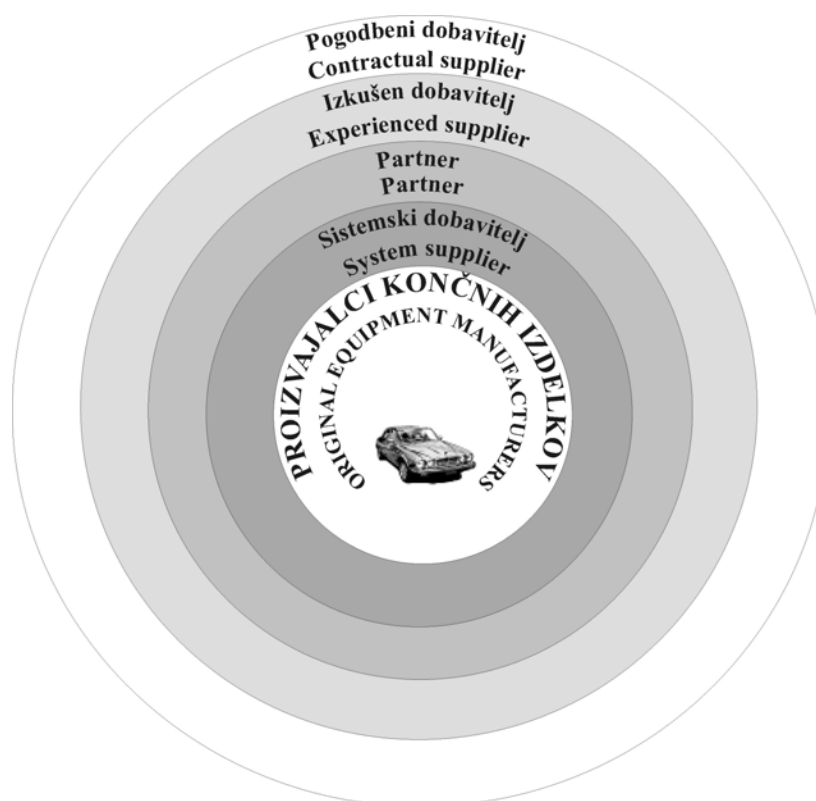 Pogodbeni dobavitelj
Contractual supplier
Izkušen dobavitelj
Experienced supplier
Partner
Partner
Sistemski dobavitelj
System supplier
PROIZVAJALCI KONČNIH IZDELKOV
ORIGINAL EQUIPMENT MANUFACTURERS